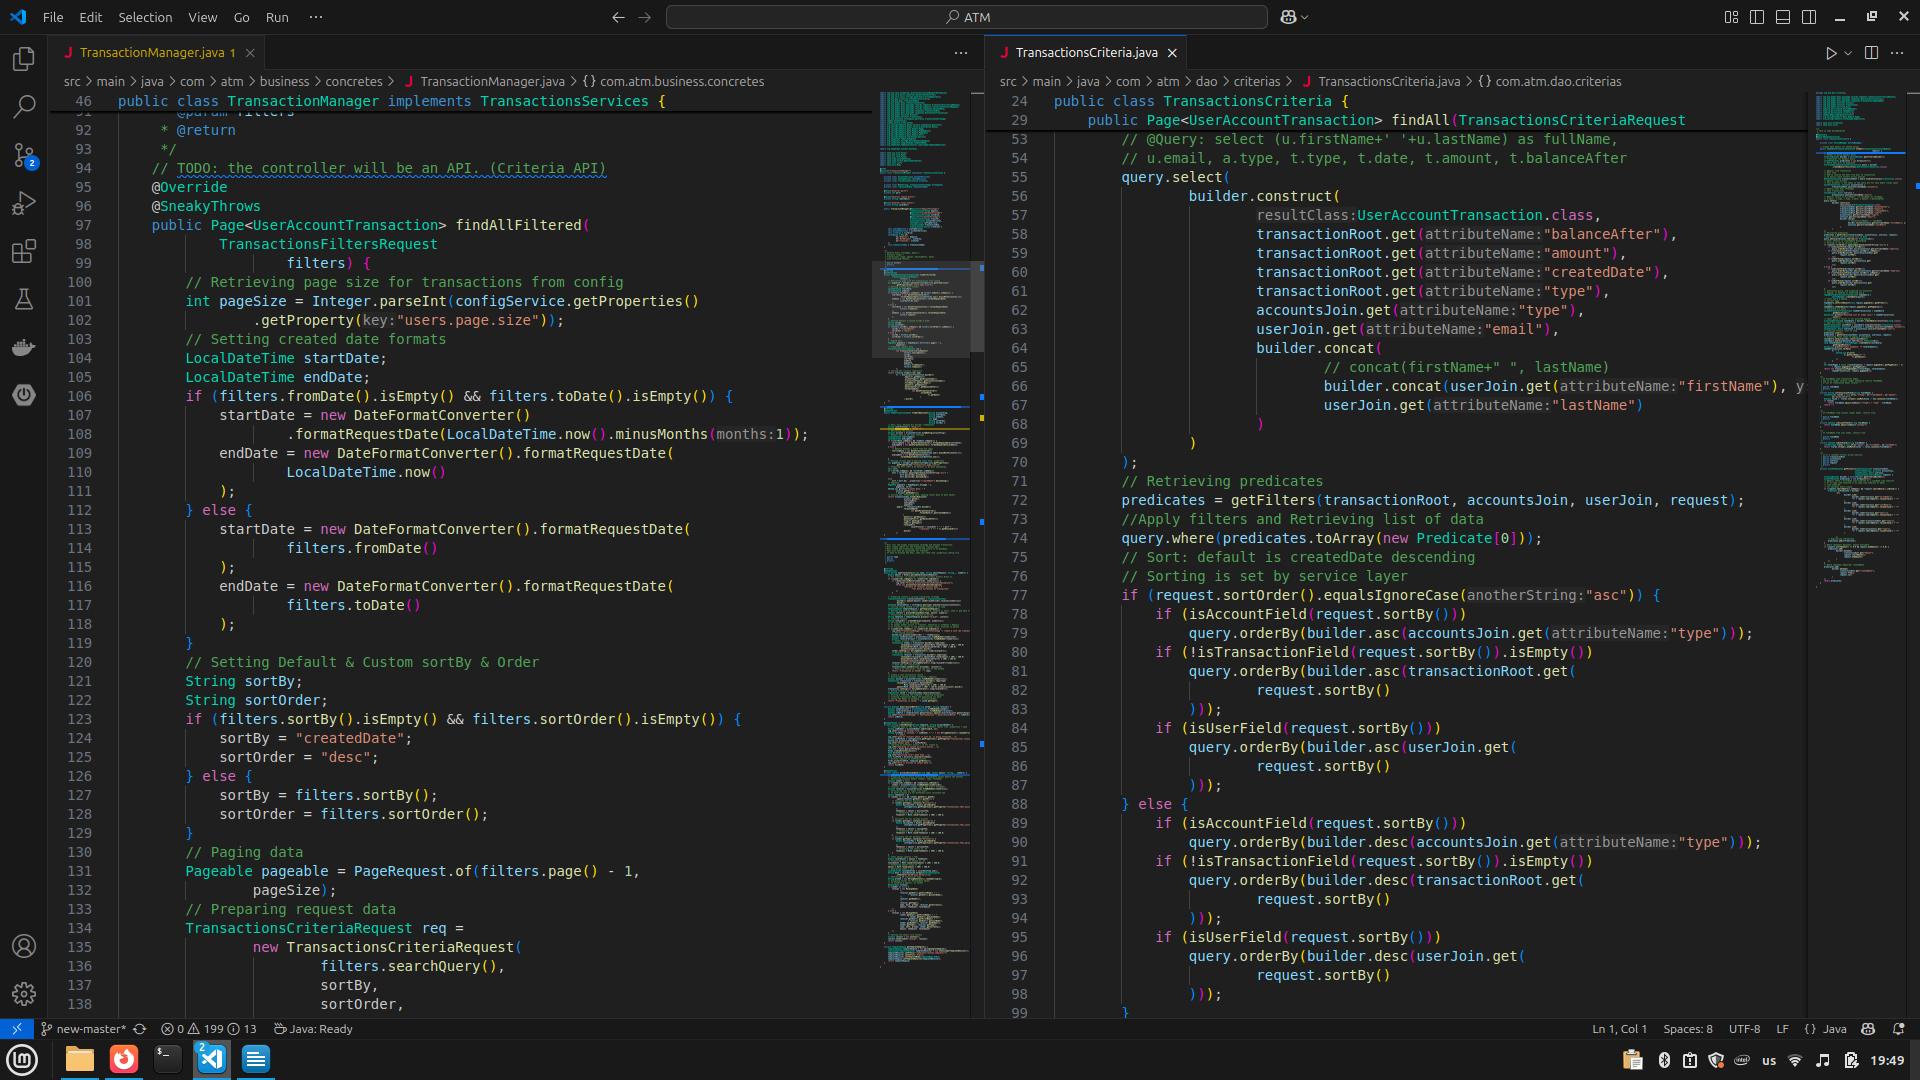 File Edit Selection View Go Run ···
ATM
TransactionManager.java 1
src > main > java > com > atm > business > concretes > TransactionManager.java > {} com.atm.business.concretes
46 public class TransactionManager implements TransactionsServices {
91 * @param filters
92 * @return
93 */
94 // TODO: the controller will be an API. (Criteria API)
95 @Override
96 @SneakyThrows
97 public Page<UserAccountTransaction> findAllFiltered(
98 TransactionsFiltersRequest
99 filters) {
100 // Retrieving page size for transactions from config
101 int pageSize = Integer.parseInt(configService.getProperties()
102 .getProperty(key:"users.page.size"));
103 // Setting created date formats
104 LocalDateTime startDate;
105 LocalDateTime endDate;
106 if (filters.fromDate().isEmpty() && filters.toDate().isEmpty()) {
107 startDate = new DateFormatConverter()
108 .formatRequestDate(LocalDateTime.now().minusMonths(months:1));
109 endDate = new DateFormatConverter().formatRequestDate(
110 LocalDateTime.now()
111 );
112 } else {
113 startDate = new DateFormatConverter().formatRequestDate(
114 filters.fromDate()
115 );
116 endDate = new DateFormatConverter().formatRequestDate(
117 filters.toDate()
118 );
119 }
120 // Setting Default & Custom sortBy & Order
121 String sortBy;
122 String sortOrder;
123 if (filters.sortBy().isEmpty() && filters.sortOrder().isEmpty()) {
124 sortBy = "createdDate";
125 sortOrder = "desc";
126 } else {
127 sortBy = filters.sortBy();
128 sortOrder = filters.sortOrder();
129 }
130 // Paging data
131 Pageable pageable = PageRequest.of(filters.page() - 1,
132 pageSize);
133 // Preparing request data
134 TransactionsCriteriaRequest req =
135 new TransactionsCriteriaRequest(
136 filters.searchQuery(),
137 sortBy,
138 sortOrder,
TransactionsCriteria.java
src > main > java > com > atm > dao > criterias > TransactionsCriteria.java > {} com.atm.dao.criterias
24 public class TransactionsCriteria {
29 public Page<UserAccountTransaction> findAll(TransactionsCriteriaRequest
53 // @Query: select (u.firstName+' '+u.lastName) as fullName,
54 // u.email, a.type, t.type, t.date, t.amount, t.balanceAfter
55 query.select(
56 builder.construct(
57 resultClass:UserAccountTransaction.class,
58 transactionRoot.get(attributeName:"balanceAfter"),
59 transactionRoot.get(attributeName:"amount"),
60 transactionRoot.get(attributeName:"createdDate"),
61 transactionRoot.get(attributeName:"type"),
62 accountsJoin.get(attributeName:"type"),
63 userJoin.get(attributeName:"email"),
64 builder.concat(
65 // concat(firstName+" ", lastName)
66 builder.concat(userJoin.get(attributeName:"firstName"), y:
67 userJoin.get(attributeName:"lastName")
68 )
69 )
70 );
71 // Retrieving predicates
72 predicates = getFilters(transactionRoot, accountsJoin, userJoin, request);
73 //Apply filters and Retrieving list of data
74 query.where(predicates.toArray(new Predicate[0]));
75 // Sort: default is createdDate descending
76 // Sorting is set by service layer
77 if (request.sortOrder().equalsIgnoreCase(anotherString:"asc")) {
78 if (isAccountField(request.sortBy()))
79 query.orderBy(builder.asc(accountsJoin.get(attributeName:"type")));
80 if (!isTransactionField(request.sortBy()).isEmpty())
81 query.orderBy(builder.asc(transactionRoot.get(
82 request.sortBy()
83 )));
84 if (isUserField(request.sortBy()))
85 query.orderBy(builder.asc(userJoin.get(
86 request.sortBy()
87 )));
88 } else {
89 if (isAccountField(request.sortBy()))
90 query.orderBy(builder.desc(accountsJoin.get(attributeName:"type")));
91 if (!isTransactionField(request.sortBy()).isEmpty())
92 query.orderBy(builder.desc(transactionRoot.get(
93 request.sortBy()
94 )));
95 if (isUserField(request.sortBy()))
96 query.orderBy(builder.desc(userJoin.get(
97 request.sortBy()
98 )));
99 }
2
new-master* 0 199 13 Java: Ready
Ln 1, Col 1 Spaces: 8 UTF-8 LF {} Java
2
us 19:49